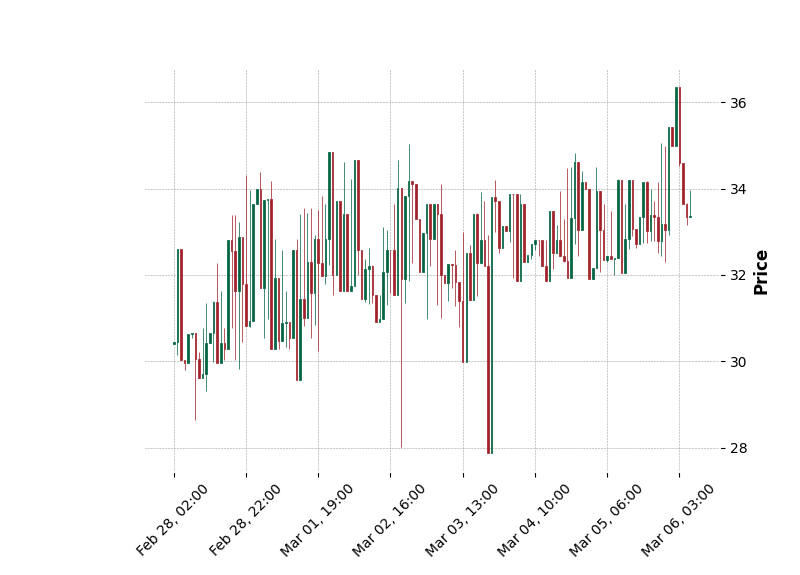 36
34
32
30
28
Price
Feb 28, 02:00
Feb 28, 22:00
Mar 01, 19:00
Mar 02, 16:00
Mar 03, 13:00
Mar 04, 10:00
Mar 05, 06:00
Mar 06, 03:00